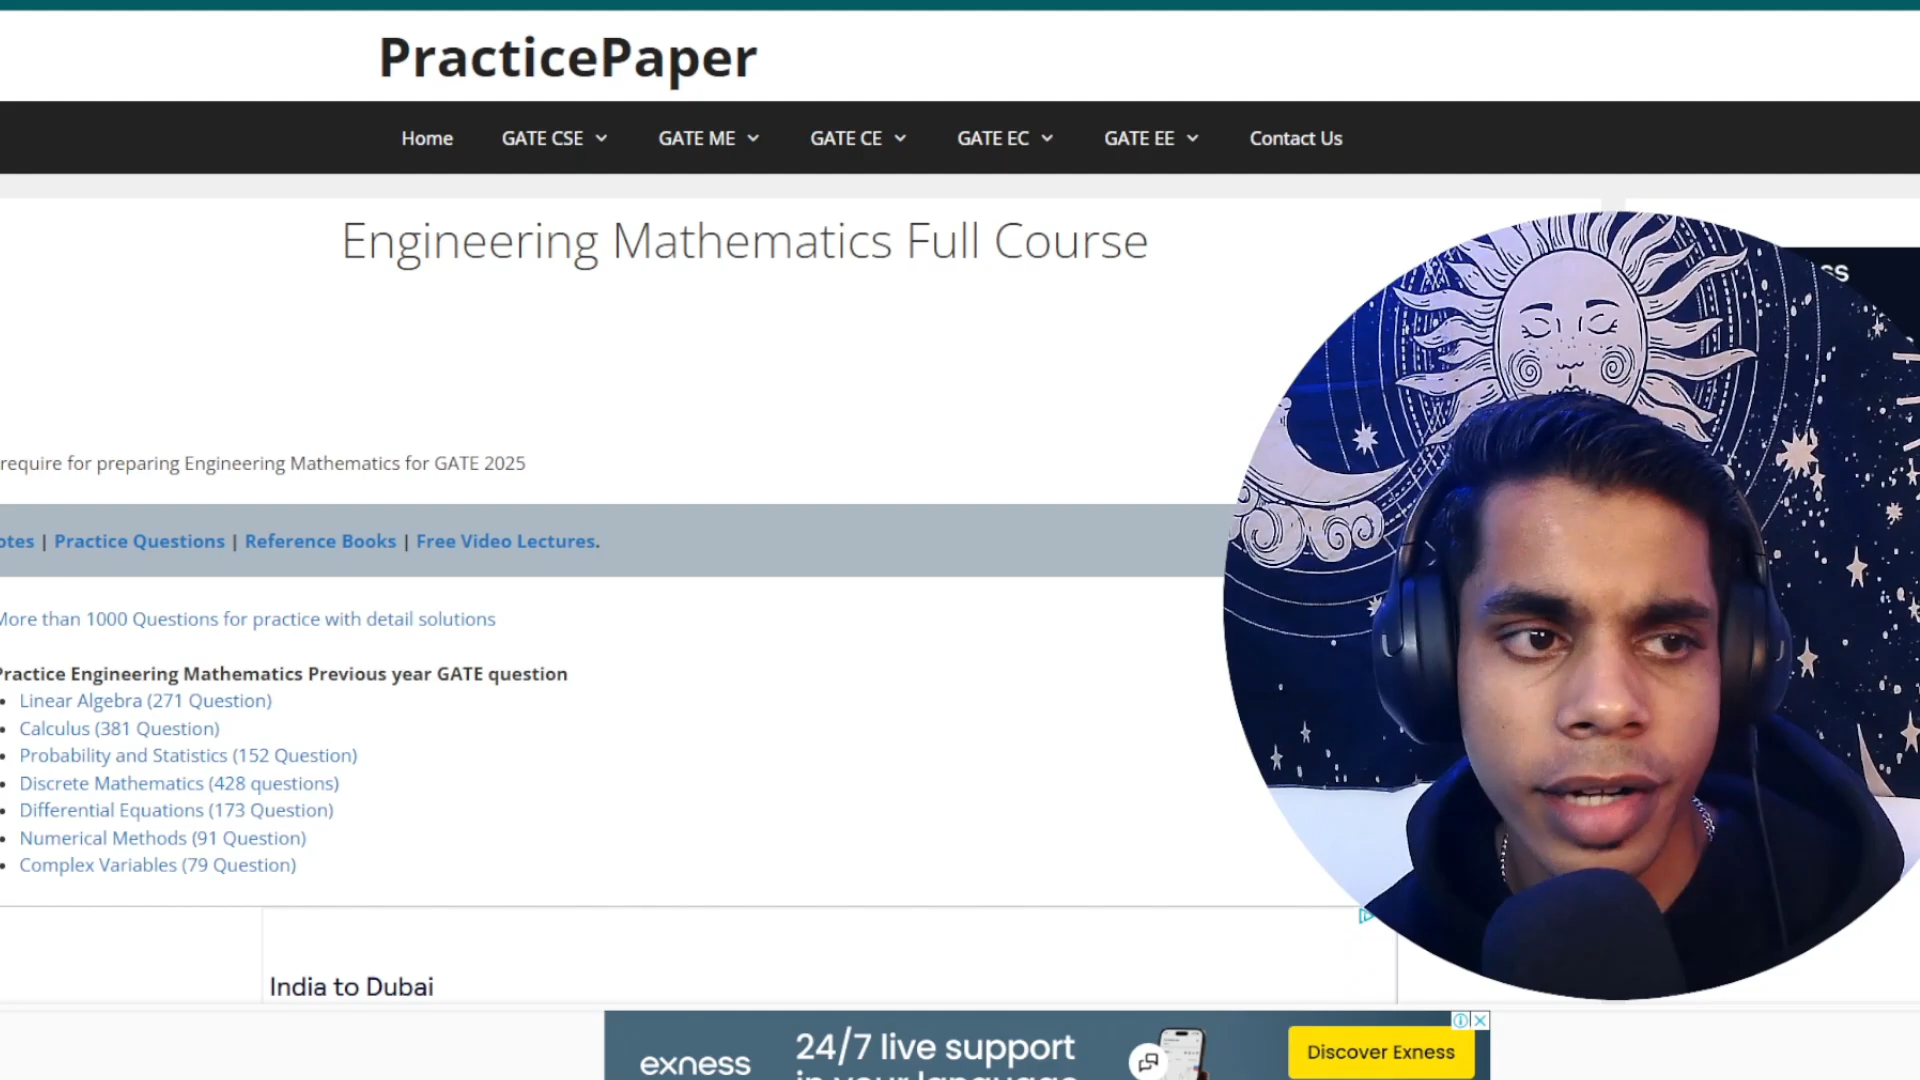 PracticePaper
Home GATE CSE GATE ME GATE CE GATE EC GATE EE Contact Us
Engineering Mathematics Full Course
require for preparing Engineering Mathematics for GATE 2025
| Practice Questions | Reference Books | Free Video Lectures.
More than 1000 Questions for practice with detail solutions
Practice Engineering Mathematics Previous year GATE question
Linear Algebra (271 Question)
Calculus (381 Question)
Probability and Statistics (152 Question)
Discrete Mathematics (428 questions)
Differential Equations (173 Question)
Numerical Methods (91 Question)
Complex Variables (79 Question)
India to Dubai
exness
24/7 live support
in your language
Discover Exness